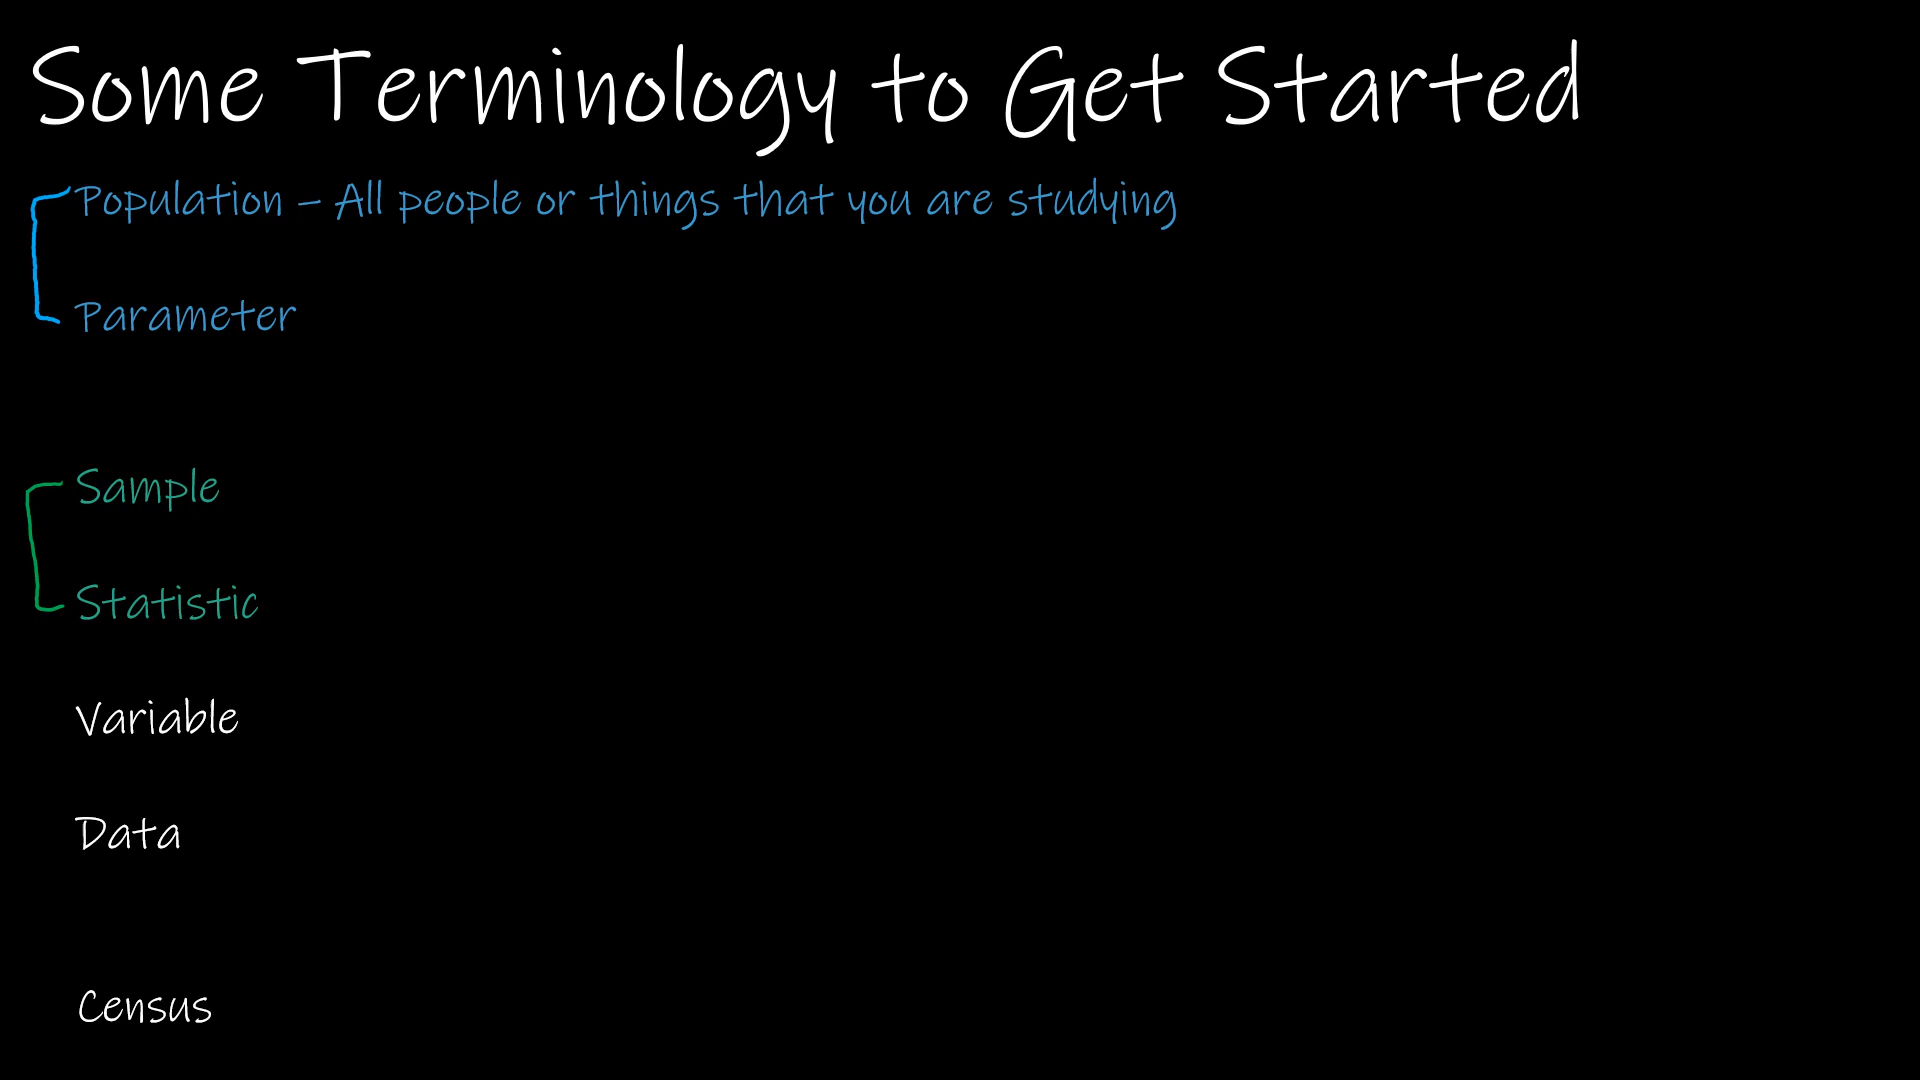 Some Terminology to Get Started
Population – All people or things that you are studying
Parameter
Sample
Statistic
Variable
Data
Census